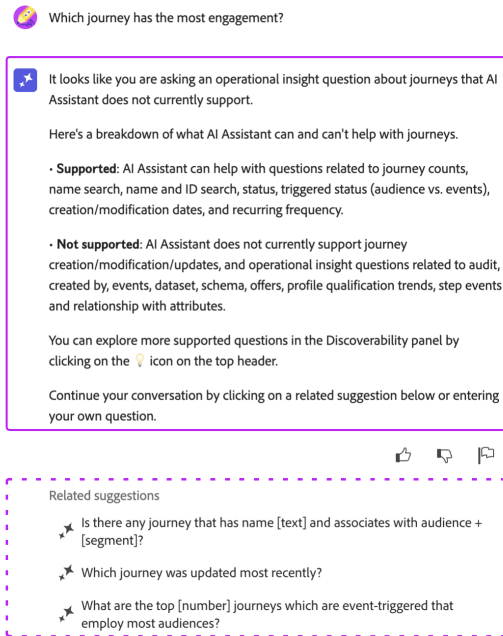 Which journey has the most engagement?
It looks like you are asking an operational insight question about journeys that AI
Assistant does not currently support.
Here's a breakdown of what AI Assistant can and can't help with journeys.
• Supported: AI Assistant can help with questions related to journey counts,
name search, name and ID search, status, triggered status (audience vs. events),
creation/modification dates, and recurring frequency.
• Not supported: AI Assistant does not currently support journey
creation/modification/updates, and operational insight questions related to audit,
created by, events, dataset, schema, offers, profile qualification trends, step events
and relationship with attributes.
You can explore more supported questions in the Discoverability panel by
clicking on the 💡 icon on the top header.
Continue your conversation by clicking on a related suggestion below or entering
your own question.
Related suggestions
Is there any journey that has name [text] and associates with audience +
[segment]?
Which journey was updated most recently?
What are the top [number] journeys which are event-triggered that
employ most audiences?